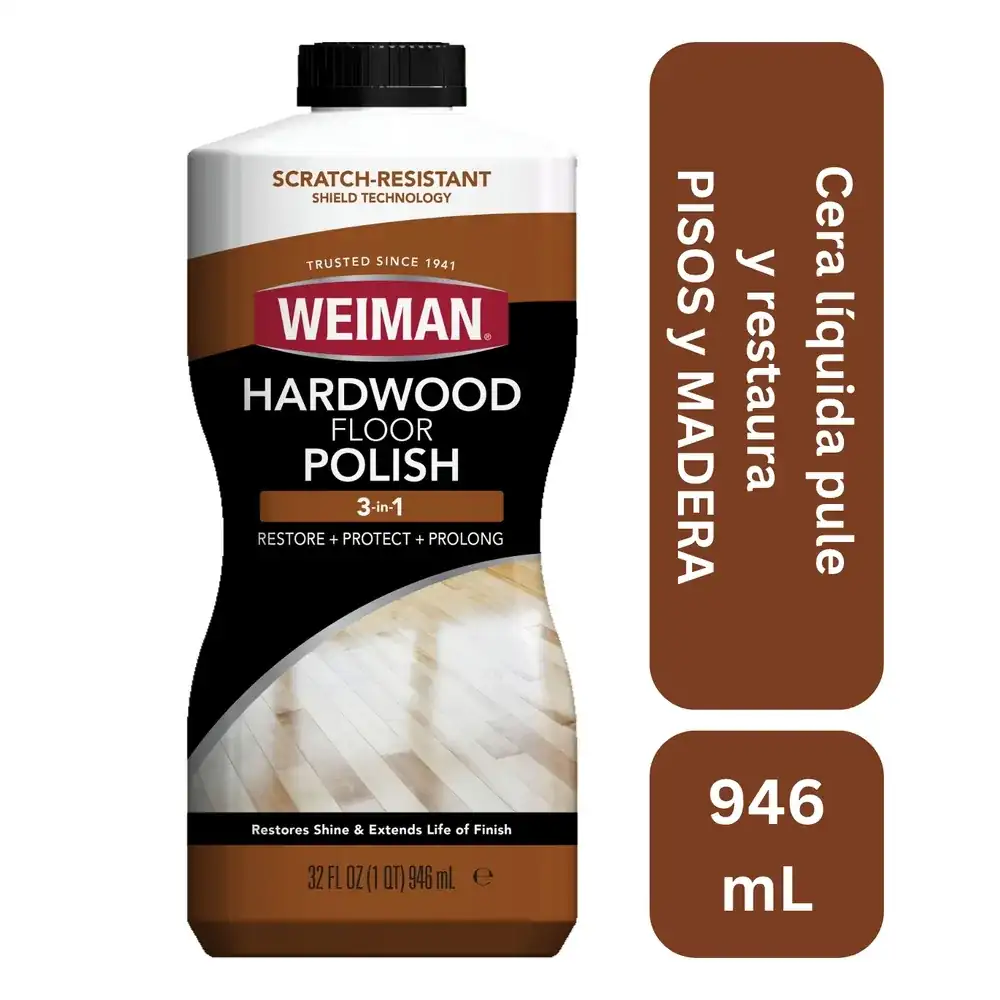 SCRATCH-RESISTANT
SHIELD TECHNOLOGY
TRUSTED SINCE 1941
WEIMAN®
HARDWOOD
FLOOR
POLISH
3-in-1
RESTORE + PROTECT + PROLONG
Restores Shine & Extends Life of Finish
32 FL OZ (1 QT) 946 mL ℮
Cera líquida pule
y restaura
PISOS y MADERA
946
mL